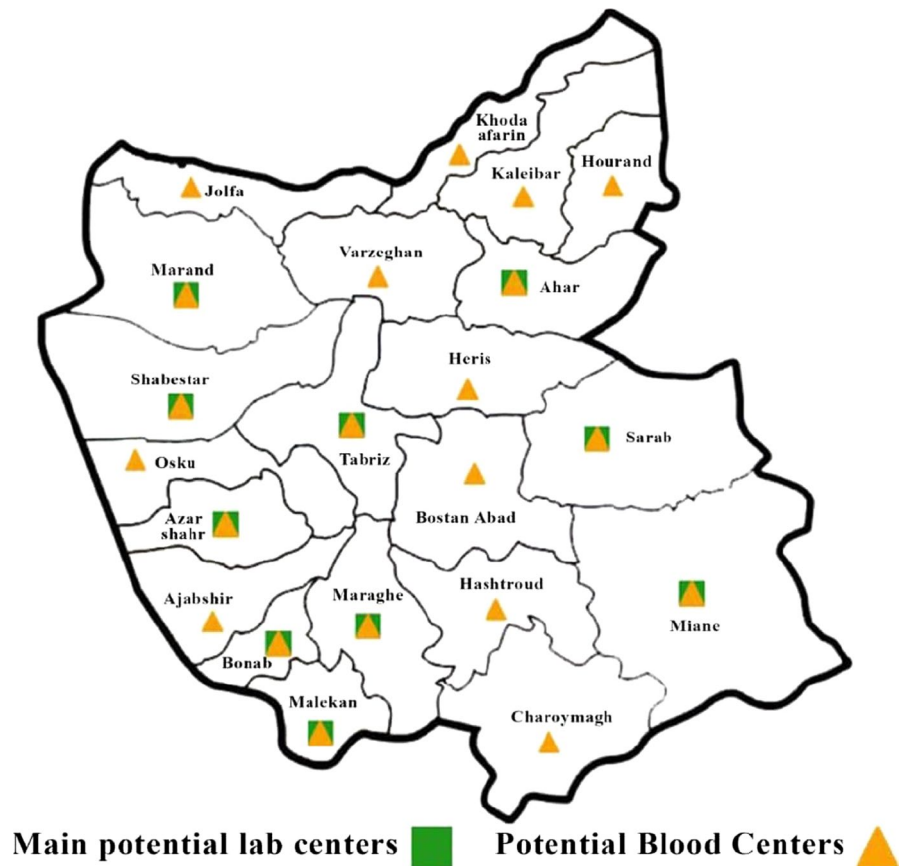 Khoda
afarin
Kaleibar
Hourand
Jolfa
Varzeghan
Marand
Ahar
Heris
Shabestar
Sarab
Tabriz
Osku
Bostan Abad
Azar
shahr
Hashtroud
Ajabshir
Maraghe
Miane
Bonab
Malekan
Charoymagh
Main potential lab centers
Potential Blood Centers